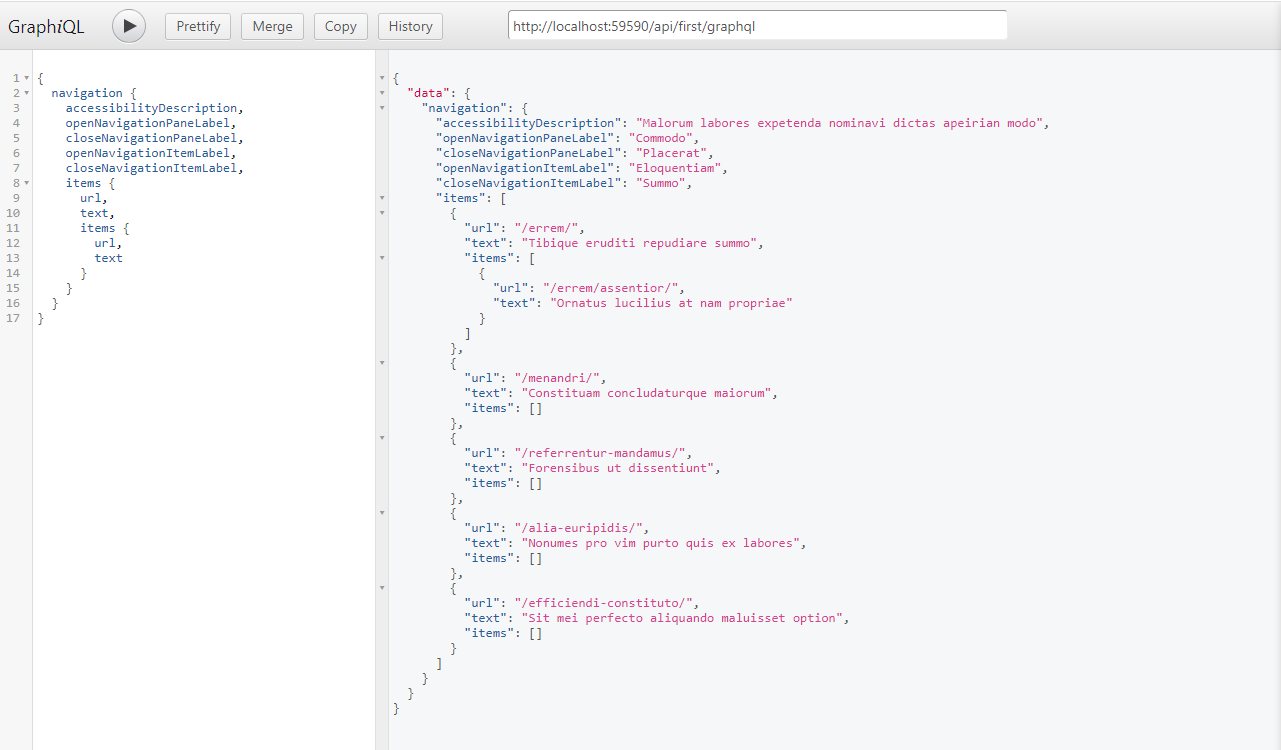 GraphiQL Prettify Merge Copy History http://localhost:59590/api/first/graphql
1 {
2 navigation {
3 accessibilityDescription,
4 openNavigationPaneLabel,
5 closeNavigationPaneLabel,
6 openNavigationItemLabel,
7 closeNavigationItemLabel,
8 items {
9 url,
10 text,
11 items {
12 url,
13 text
14 }
15 }
16 }
17 }
{
"data": {
"navigation": {
"accessibilityDescription": "Malorum labores expetenda nominavi dictas apeirian modo",
"openNavigationPaneLabel": "Commodo",
"closeNavigationPaneLabel": "Placerat",
"openNavigationItemLabel": "Eloquentiam",
"closeNavigationItemLabel": "Summo",
"items": [
{
"url": "/errem/",
"text": "Tibique eruditi repudiare summo",
"items": [
{
"url": "/errem/assentior/",
"text": "Ornatus lucilius at nam propriae"
}
]
},
{
"url": "/menandri/",
"text": "Constituam concludaturque maiorum",
"items": []
},
{
"url": "/referrentur-mandamus/",
"text": "Forensibus ut dissentiunt",
"items": []
},
{
"url": "/alia-euripidis/",
"text": "Nonumes pro vim purto quis ex labores",
"items": []
},
{
"url": "/efficiendi-constituto/",
"text": "Sit mei perfecto aliquando maluisset option",
"items": []
}
]
}
}
}